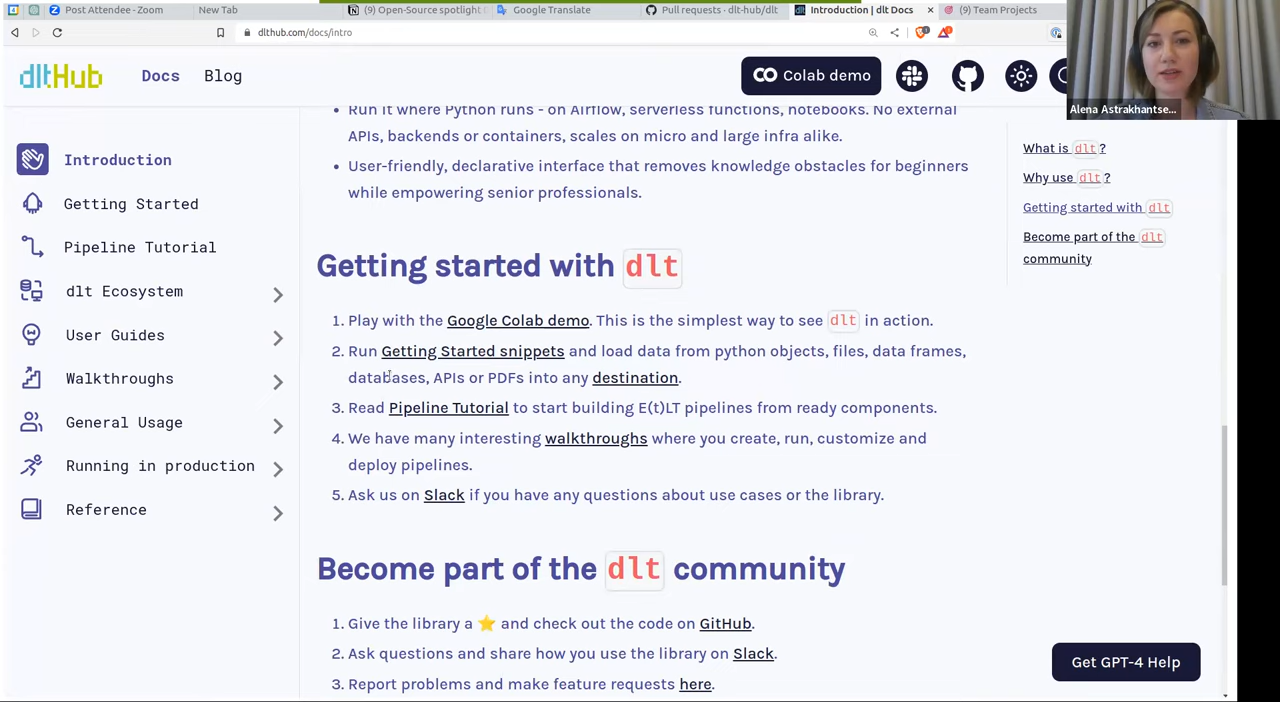 Post Attendee - Zoom
New Tab
(9) Open-Source spotlight
Google Translate
Pull requests · dlt-hub/dlt
Introduction | dlt Docs
(9) Team Projects
dlthub.com/docs/intro
dltHub
Docs
Blog
Colab demo
Alena Astrakhantse...
Introduction
Getting Started
Pipeline Tutorial
dlt Ecosystem
User Guides
Walkthroughs
General Usage
Running in production
Reference
• Run it where Python runs - on Airflow, serverless functions, notebooks. No external
APIs, backends or containers, scales on micro and large infra alike.
• User-friendly, declarative interface that removes knowledge obstacles for beginners
while empowering senior professionals.
Getting started with dlt
1. Play with the Google Colab demo. This is the simplest way to see dlt in action.
2. Run Getting Started snippets and load data from python objects, files, data frames,
databases, APIs or PDFs into any destination.
3. Read Pipeline Tutorial to start building E(t)LT pipelines from ready components.
4. We have many interesting walkthroughs where you create, run, customize and
deploy pipelines.
5. Ask us on Slack if you have any questions about use cases or the library.
Become part of the dlt community
1. Give the library a ⭐ and check out the code on GitHub.
2. Ask questions and share how you use the library on Slack.
3. Report problems and make feature requests here.
What is dlt?
Why use dlt?
Getting started with dlt
Become part of the dlt
community
Get GPT-4 Help